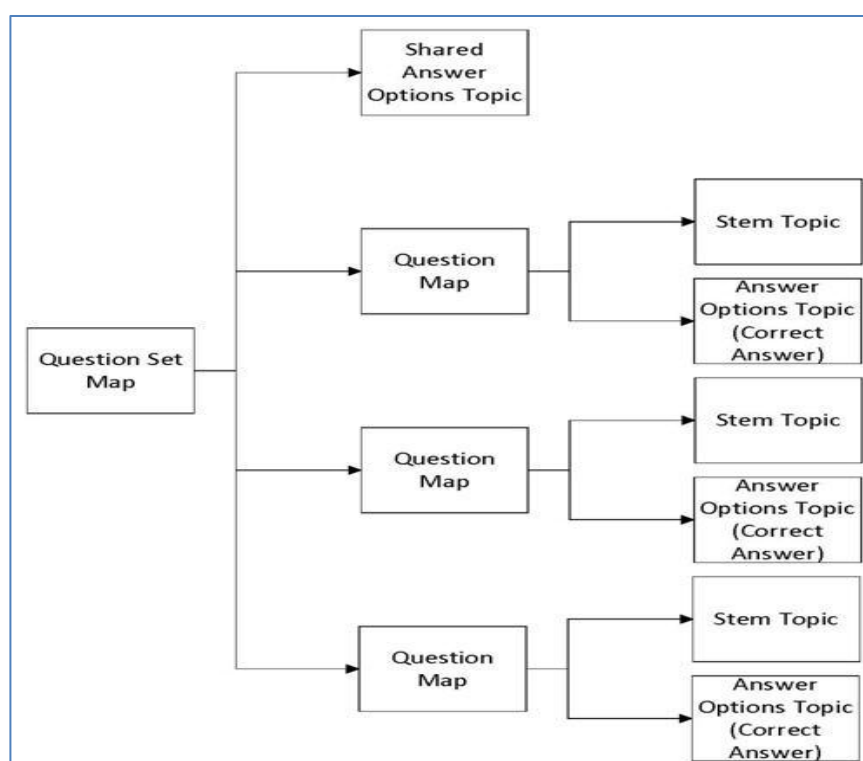 Shared
Answer
Options Topic
Stem Topic
Question
Map
Answer
Options Topic
(Correct
Answer)
Question Set
Map
Stem Topic
Question
Map
Answer
Options Topic
(Correct
Answer)
Stem Topic
Question
Map
Answer
Options Topic
(Correct
Answer)